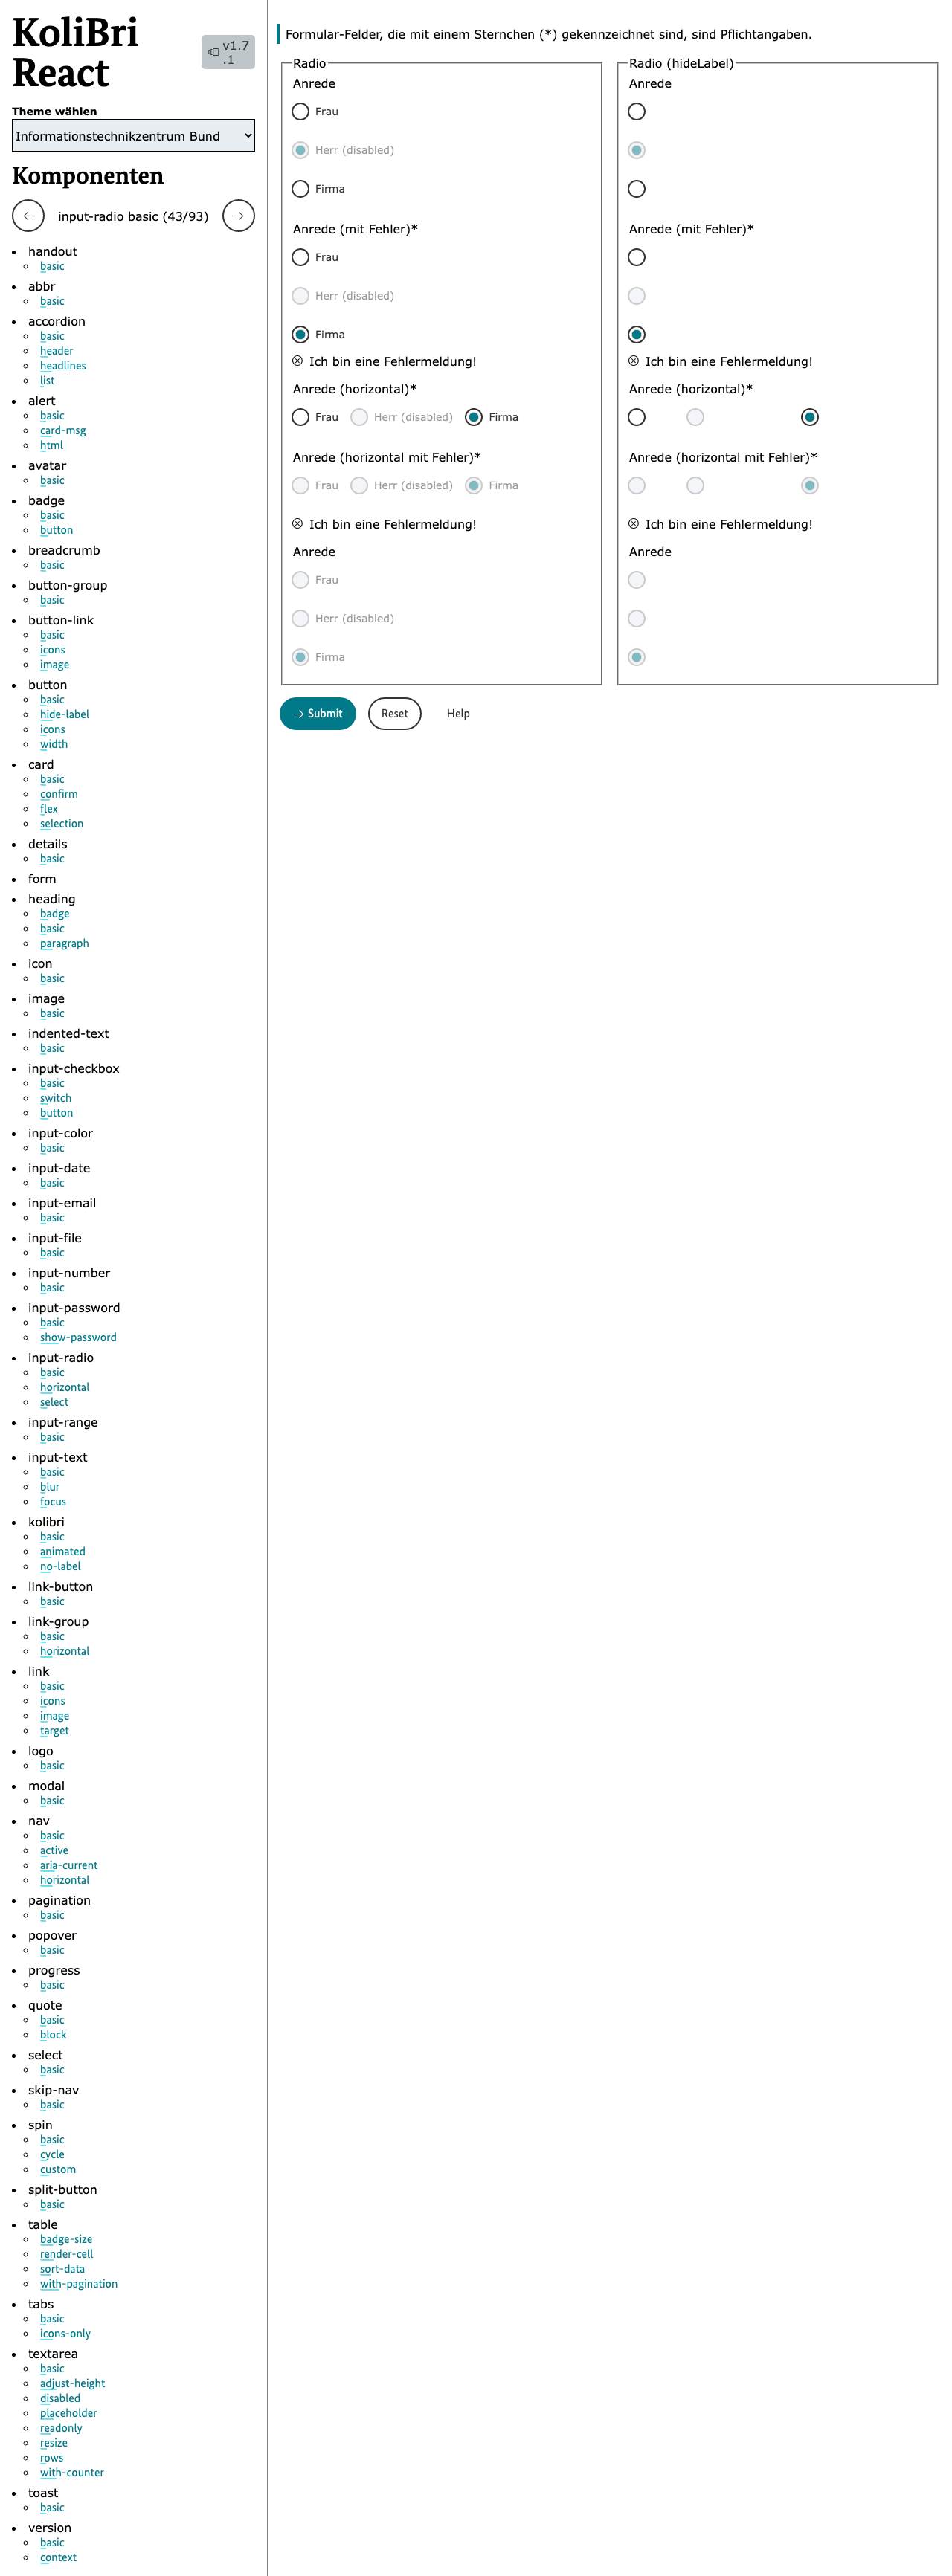 KoliBri
React
v1.7
.1
Theme wählen
Informationstechnikzentrum Bund
Komponenten
input-radio basic (43/93)
handout
basic
abbr
basic
accordion
basic
header
headlines
list
alert
basic
card-msg
html
avatar
basic
badge
basic
button
breadcrumb
basic
button-group
basic
button-link
basic
icons
image
button
basic
hide-label
icons
width
card
basic
confirm
flex
selection
details
basic
form
heading
badge
basic
paragraph
icon
basic
image
basic
indented-text
basic
input-checkbox
basic
switch
button
input-color
basic
input-date
basic
input-email
basic
input-file
basic
input-number
basic
input-password
basic
show-password
input-radio
basic
horizontal
select
input-range
basic
input-text
basic
blur
focus
kolibri
basic
animated
no-label
link-button
basic
link-group
basic
horizontal
link
basic
icons
image
target
logo
basic
modal
basic
nav
basic
active
aria-current
horizontal
pagination
basic
popover
basic
progress
basic
quote
basic
block
select
basic
skip-nav
basic
spin
basic
cycle
custom
split-button
basic
table
badge-size
render-cell
sort-data
with-pagination
tabs
basic
icons-only
textarea
basic
adjust-height
disabled
placeholder
readonly
resize
rows
with-counter
toast
basic
version
basic
context
Formular-Felder, die mit einem Sternchen (*) gekennzeichnet sind, sind Pflichtangaben.
Radio
Anrede
Frau
Herr (disabled)
Firma
Anrede (mit Fehler)*
Frau
Herr (disabled)
Firma
Ich bin eine Fehlermeldung!
Anrede (horizontal)*
Frau Herr (disabled) Firma
Anrede (horizontal mit Fehler)*
Frau Herr (disabled) Firma
Ich bin eine Fehlermeldung!
Anrede
Frau
Herr (disabled)
Firma
Radio (hideLabel)
Anrede
Anrede (mit Fehler)*
Ich bin eine Fehlermeldung!
Anrede (horizontal)*
Anrede (horizontal mit Fehler)*
Ich bin eine Fehlermeldung!
Anrede
Submit Reset Help